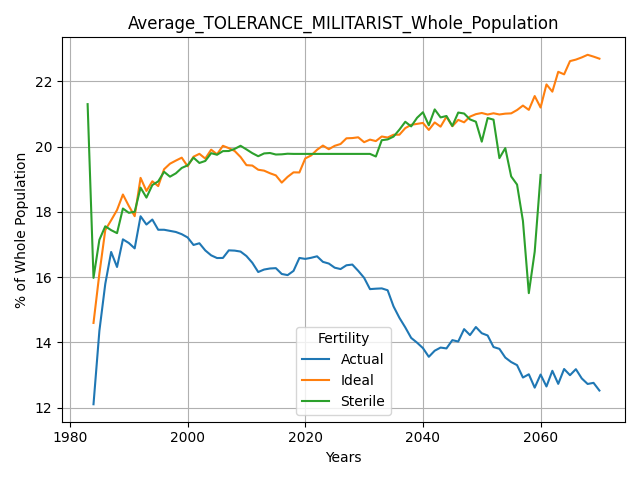 Average_TOLERANCE_MILITARIST_Whole_Population
% of Whole Population
22
20
18
16
14
12
1980
2000
2020
2040
2060
Years
Fertility
Actual
Ideal
Sterile